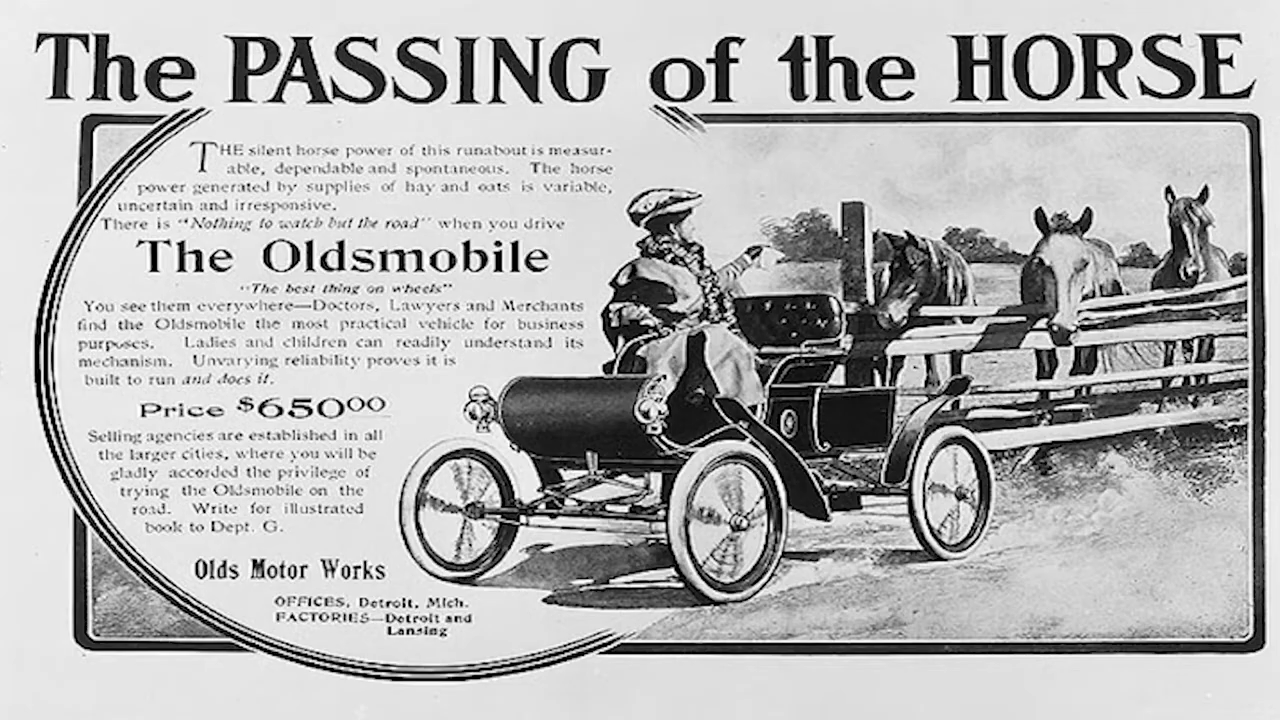 The PASSING of the HORSE
THE silent horse power of this runabout is measur-
able, dependable and spontaneous. The horse
power generated by supplies of hay and oats is variable,
uncertain and irresponsive.
There is "Nothing to watch but the road" when you drive
The Oldsmobile
"The best thing on wheels"
You see them everywhere—Doctors, Lawyers and Merchants
find the Oldsmobile the most practical vehicle for business
purposes. Ladies and children can readily understand its
mechanism. Unvarying reliability proves it is
built to run and does it.
Price $65000
Selling agencies are established in all
the larger cities, where you will be
gladly accorded the privilege of
trying the Oldsmobile on the
road. Write for illustrated
book to Dept. G.
Olds Motor Works
OFFICES, Detroit, Mich.
FACTORIES—Detroit and
Lansing